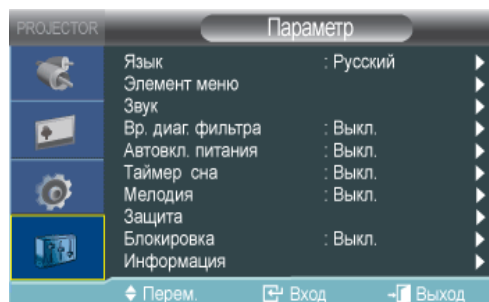 PROJECTOR Параметр
Язык : Русский
Элемент меню
Звук
Вр. диаг. фильтра : Выкл.
Автовкл. питания : Выкл.
Таймер сна : Выкл.
Мелодия : Выкл.
Защита
Блокировка : Выкл.
Информация
Перем. Вход Выход